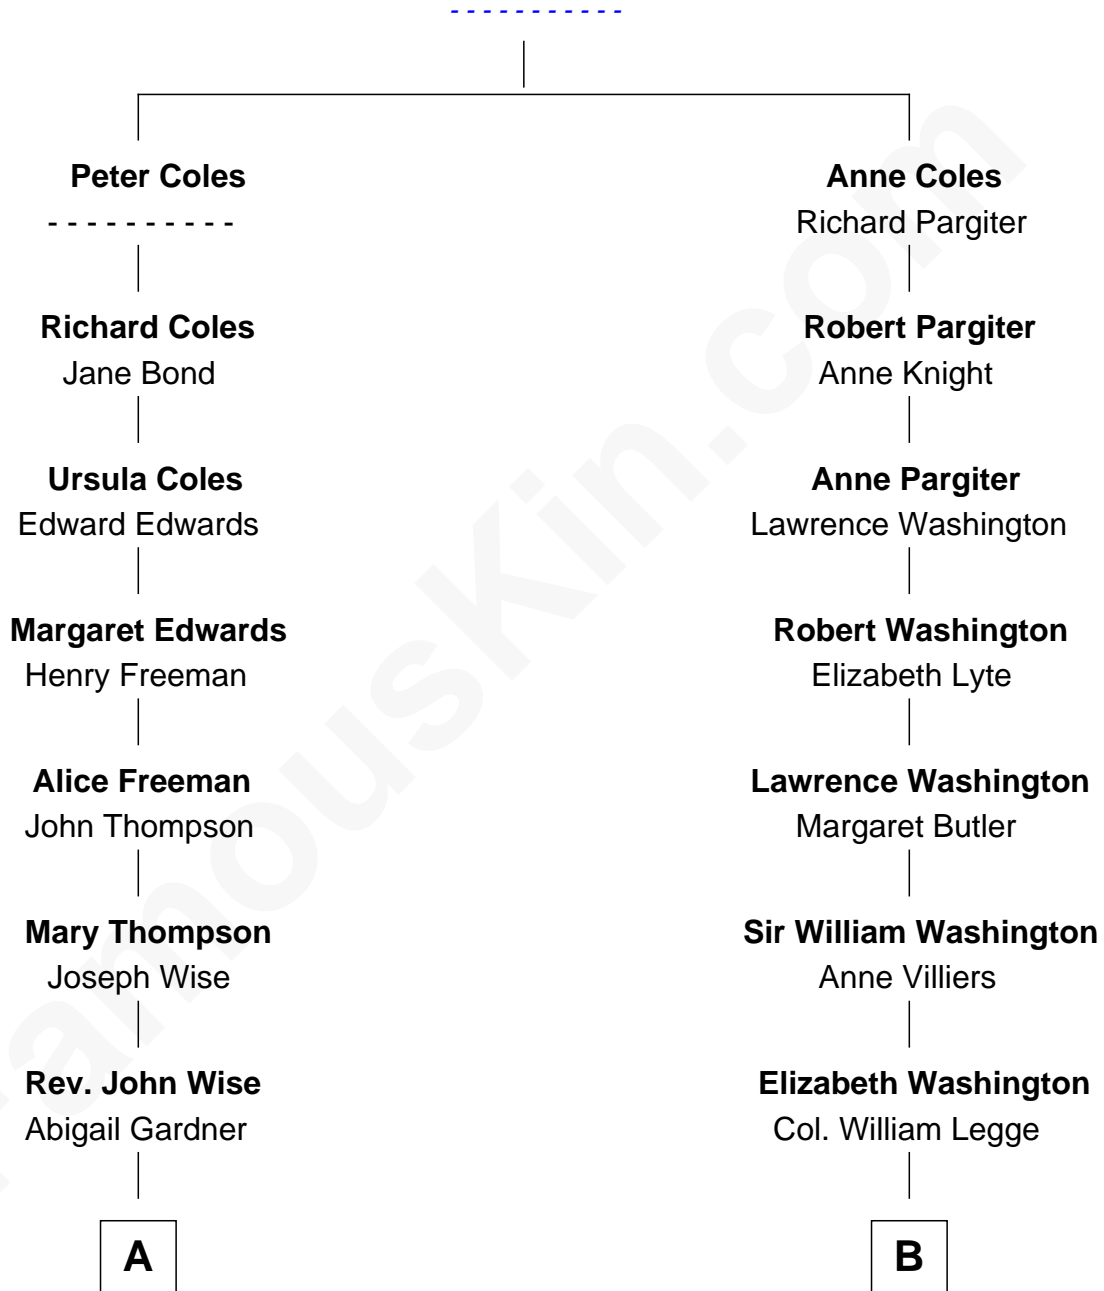 - - - - - - - - - - -
Peter Coles
- - - - - - - - - -
Richard Coles
Jane Bond
Ursula Coles
Edward Edwards
Margaret Edwards
Henry Freeman
Alice Freeman
John Thompson
Mary Thompson
Joseph Wise
Rev. John Wise
Abigail Gardner
A
Anne Coles
Richard Pargiter
Robert Pargiter
Anne Knight
Anne Pargiter
Lawrence Washington
Robert Washington
Elizabeth Lyte
Lawrence Washington
Margaret Butler
Sir William Washington
Anne Villiers
Elizabeth Washington
Col. William Legge
B
FamousKin.com